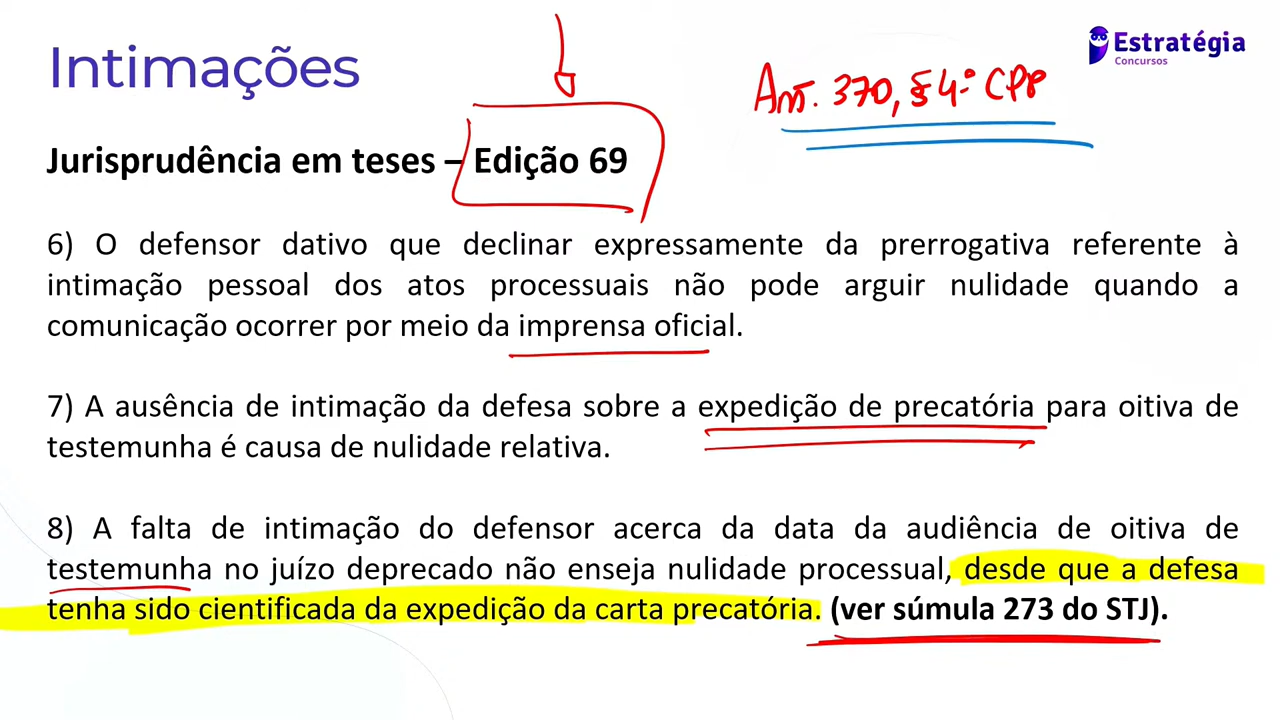 Intimações
Estratégia
Concursos
Art. 370, §4º CPP
Jurisprudência em teses – Edição 69
6) O defensor dativo que declinar expressamente da prerrogativa referente à
intimação pessoal dos atos processuais não pode arguir nulidade quando a
comunicação ocorrer por meio da imprensa oficial.
7) A ausência de intimação da defesa sobre a expedição de precatória para oitiva de
testemunha é causa de nulidade relativa.
8) A falta de intimação do defensor acerca da data da audiência de oitiva de
testemunha no juízo deprecado não enseja nulidade processual, desde que a defesa
tenha sido cientificada da expedição da carta precatória. (ver súmula 273 do STJ).